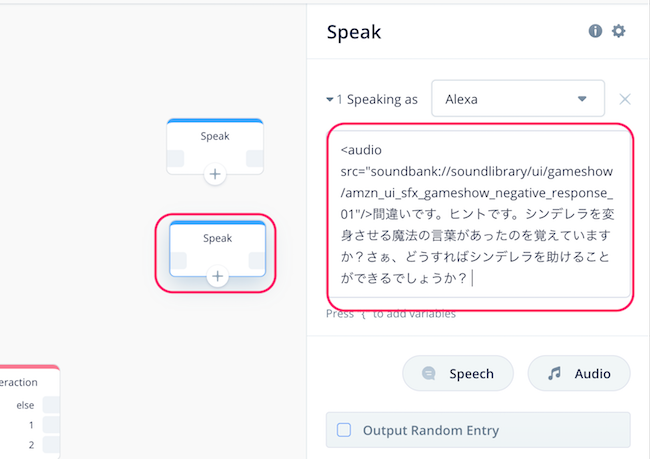 Speak
Speak
eraction
else
1
2
Speak
1 Speaking as
Alexa
<audio
src="soundbank://soundlibrary/ui/gameshow
/amzn_ui_sfx_gameshow_negative_response_
01"/>間違いです。ヒントです。シンデレラを変
身させる魔法の言葉があったのを覚えています
か？さぁ、どうすればシンデレラを助けること
ができるでしょうか？
Press '{' to add variables
Speech
Audio
Output Random Entry